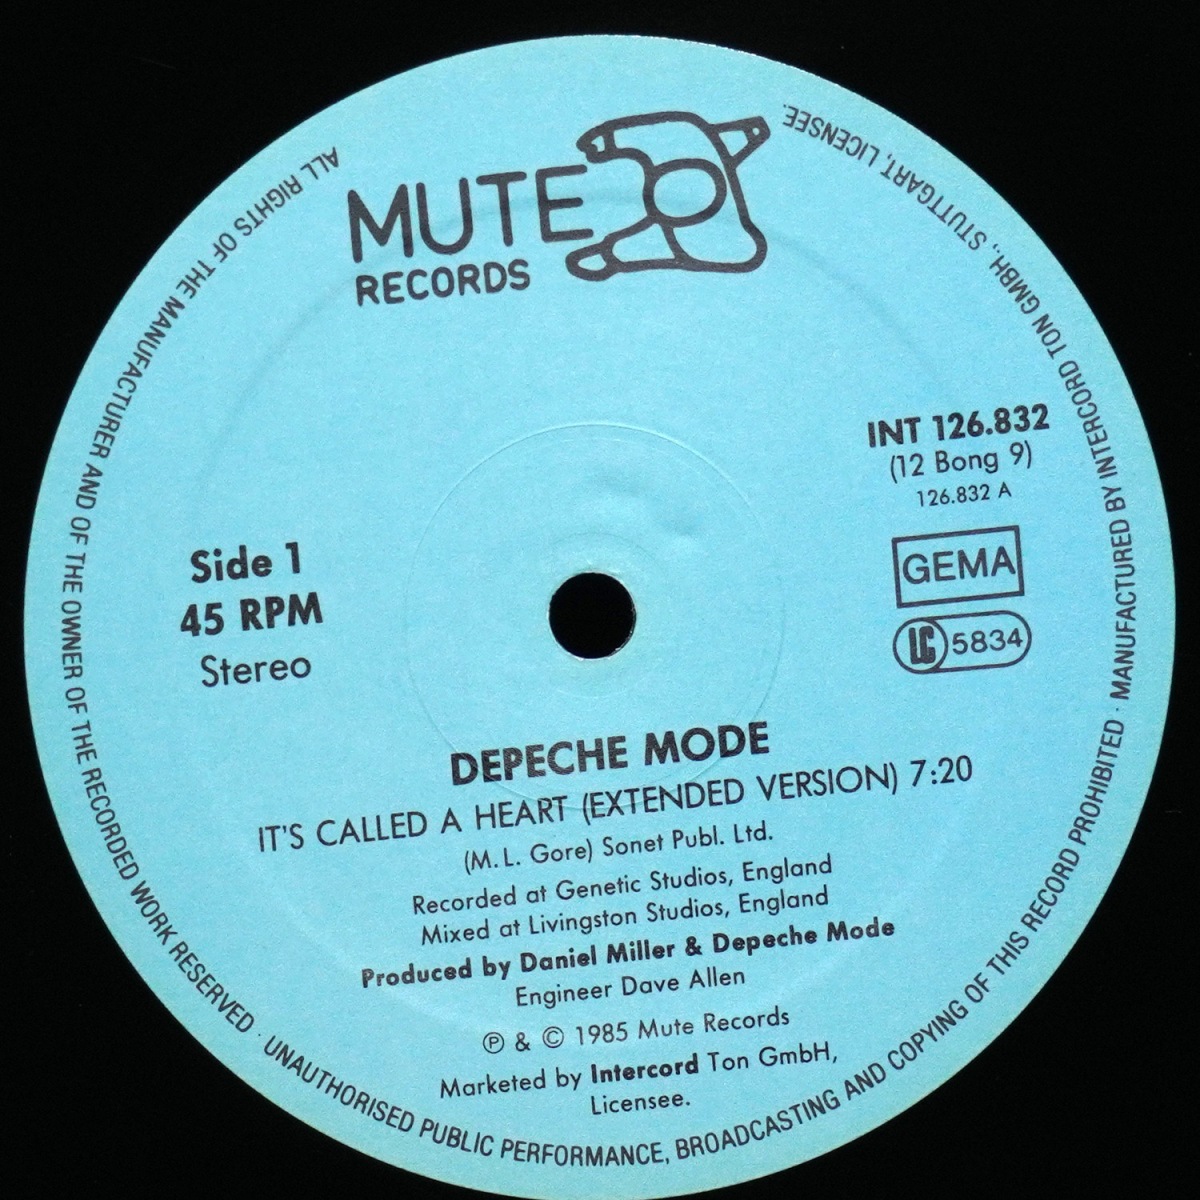 MUTE
RECORDS
INT 126.832
(12 Bong 9)
126.832 A
GEMA
LC 5834
Side 1
45 RPM
Stereo
DEPECHE MODE
IT'S CALLED A HEART (EXTENDED VERSION) 7:20
(M.L. Gore) Sonet Publ. Ltd.
Recorded at Genetic Studios, England
Mixed at Livingston Studios, England
Produced by Daniel Miller & Depeche Mode
Engineer Dave Allen
℗ & © 1985 Mute Records
Marketed by Intercord Ton GmbH,
Licensee.
ALL RIGHTS OF THE MANUFACTURER AND OF THE OWNER OF THE RECORDED WORK RESERVED · UNAUTHORISED PUBLIC PERFORMANCE, BROADCASTING AND COPYING OF THIS RECORD PROHIBITED · MANUFACTURED BY INTERCORD TON GMBH., STUTTGART, LICENSEE.